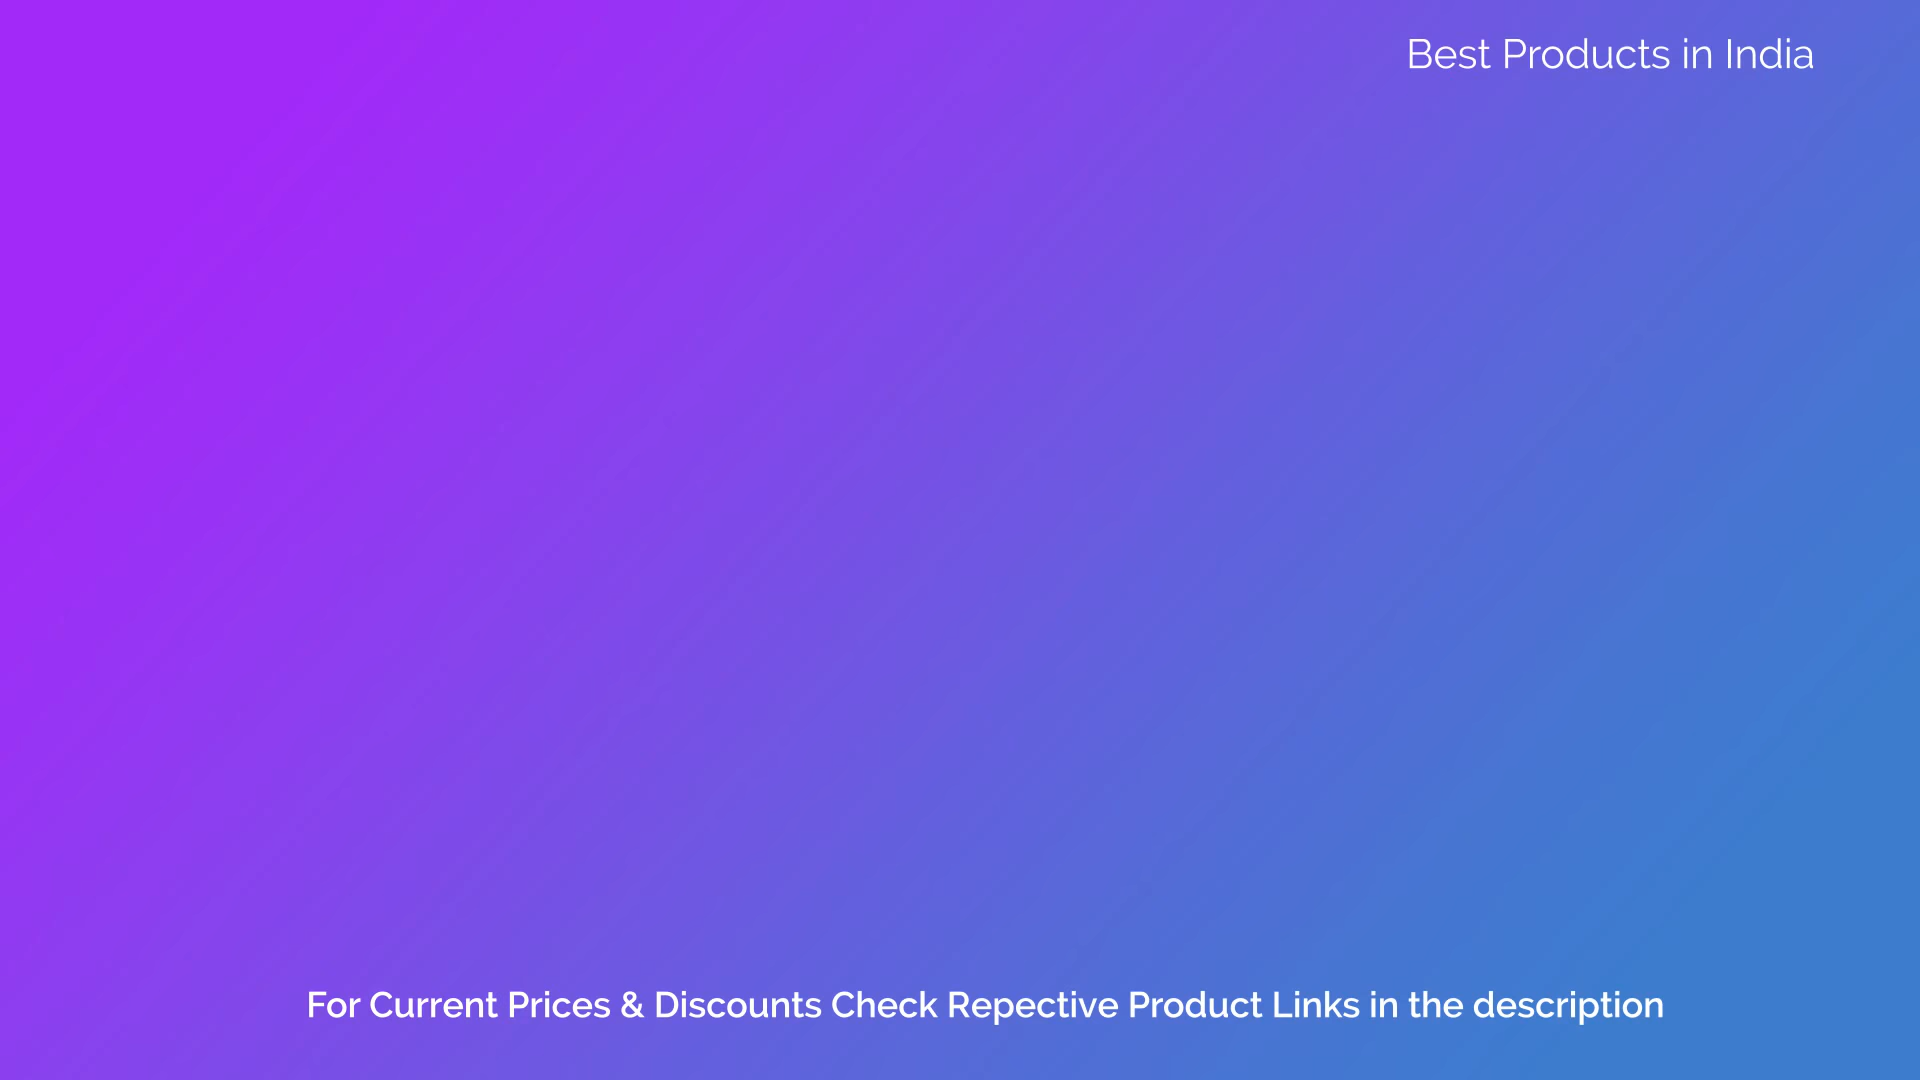 Best Products in India
For Current Prices & Discounts Check Repective Product Links in the description